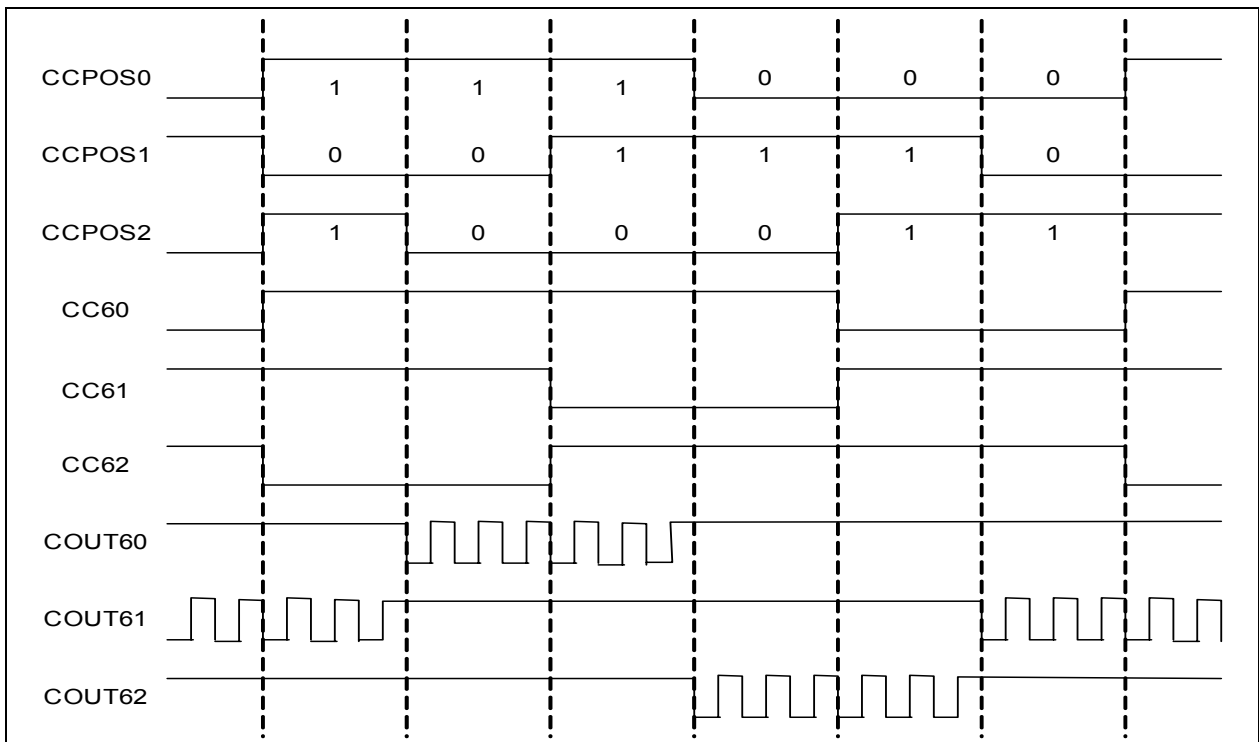 CCPOS0 1 1 1 0 0 0
CCPOS1 0 0 1 1 1 0
CCPOS2 1 0 0 0 1 1
CC60
CC61
CC62
COUT60
COUT61
COUT62